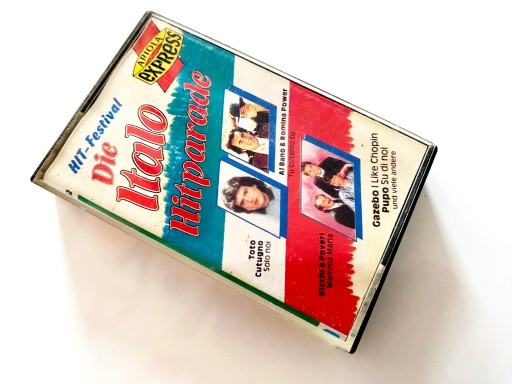 ARIOLA
EXPRESS
HIT-Festival
Die
Italo
Hitparade
Al Bano & Romina Power
Toto
Cutugno
Solo noi
Ricchi e Poveri
Mamma Maria
Gazebo I Like Chopin
Pupo Su di noi
und viele andere